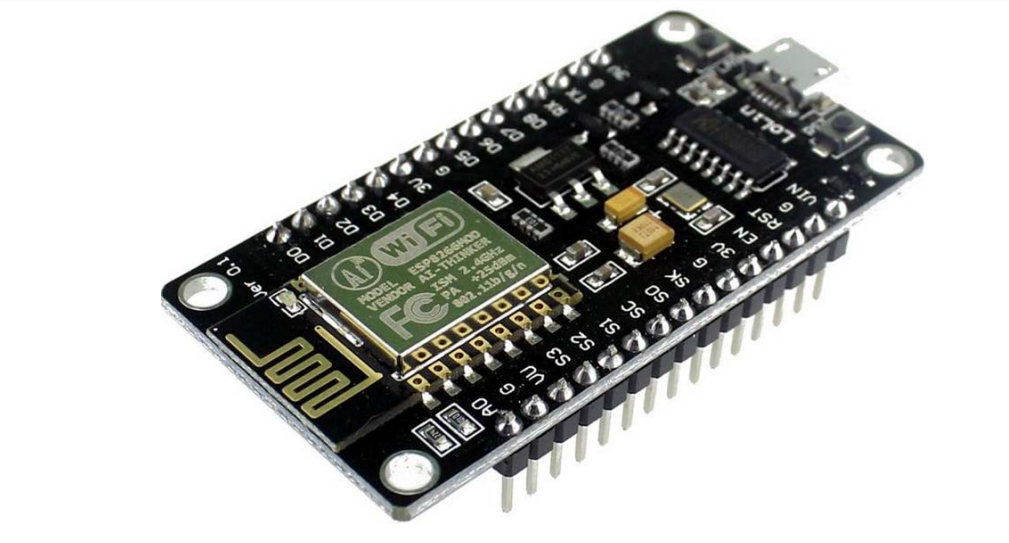 Ai WiFi
MODEL ESP8266MOD
VENDOR AI-THINKER
ISM 2.4GHz
PA +25dBm
802.11b/g/n
FC
Ver 0.1
D0
D1
D2
D3
D4
3V
G
D5
D6
D7
D8
RX
TX
G
3V
LoLin
A0
G
VU
S3
S2
S1
SC
SO
SK
G
3V
EN
RST
G
VIN